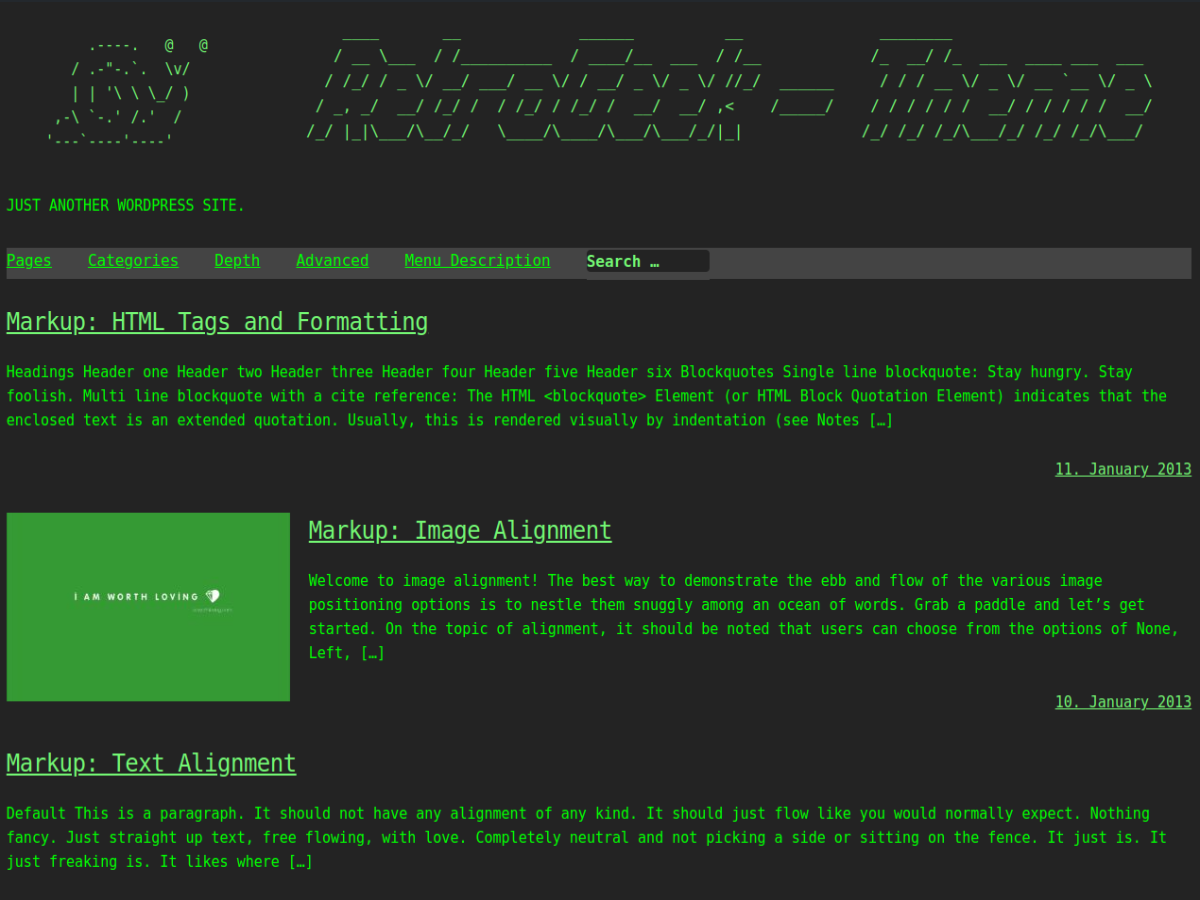 RetroGeek - Theme
JUST ANOTHER WORDPRESS SITE.
Pages Categories Depth Advanced Menu Description Search …
Markup: HTML Tags and Formatting
Headings Header one Header two Header three Header four Header five Header six Blockquotes Single line blockquote: Stay hungry. Stay
foolish. Multi line blockquote with a cite reference: The HTML <blockquote> Element (or HTML Block Quotation Element) indicates that the
enclosed text is an extended quotation. Usually, this is rendered visually by indentation (see Notes […]
11. January 2013
I AM WORTH LOVING
Markup: Image Alignment
Welcome to image alignment! The best way to demonstrate the ebb and flow of the various image
positioning options is to nestle them snuggly among an ocean of words. Grab a paddle and let’s get
started. On the topic of alignment, it should be noted that users can choose from the options of None,
Left, […]
10. January 2013
Markup: Text Alignment
Default This is a paragraph. It should not have any alignment of any kind. It should just flow like you would normally expect. Nothing
fancy. Just straight up text, free flowing, with love. Completely neutral and not picking a side or sitting on the fence. It just is. It
just freaking is. It likes where […]